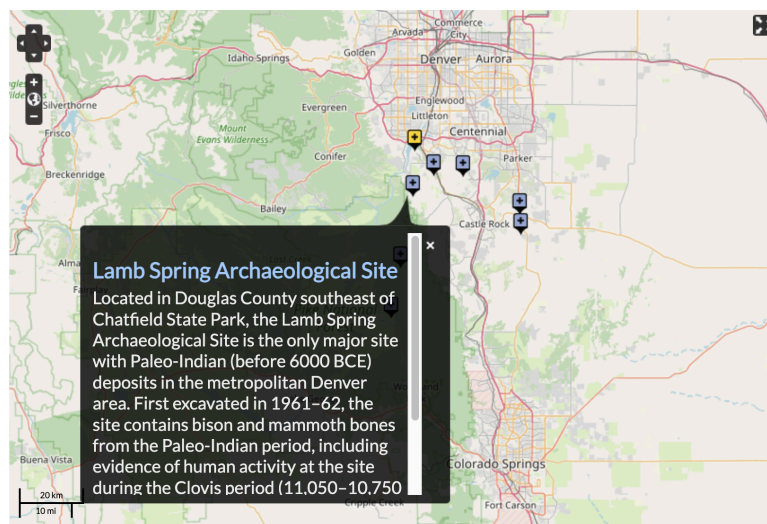 Commerce
City
Arvada
Golden
Denver
Aurora
Idaho Springs
Silverthorne
Evergreen
Englewood
Littleton
Frisco
Mount
Evans Wilderness
Centennial
Conifer
Parker
Breckenridge
Bailey
Castle Rock
Lamb Spring Archaeological Site
Located in Douglas County southeast of
Chatfield State Park, the Lamb Spring
Archaeological Site is the only major site
with Paleo-Indian (before 6000 BCE)
deposits in the metropolitan Denver
area. First excavated in 1961–62, the
site contains bison and mammoth bones
from the Paleo-Indian period, including
evidence of human activity at the site
during the Clovis period (11,050–10,750
Buena Vista
Colorado Springs
20 km
10 mi
Cripple Creek
Fort Carson